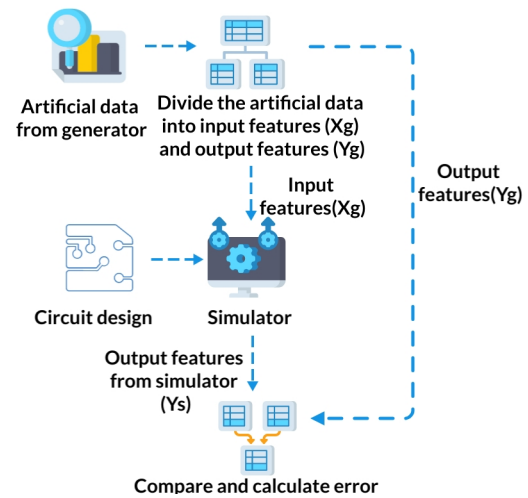 Artificial data
from generator
Divide the artificial data
into input features (Xg)
and output features (Yg)
Input
features(Xg)
Output
features(Yg)
Circuit design
Simulator
Output features
from simulator
(Ys)
Compare and calculate error